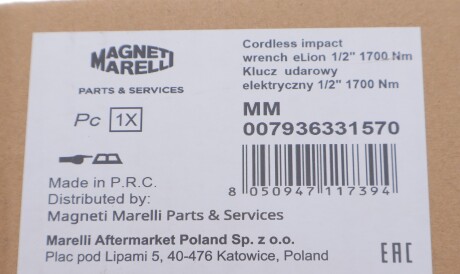 MAGNETI
MARELLI
PARTS & SERVICES
Pc 1X
Cordless impact
wrench eLion 1/2" 1700 Nm
Klucz udarowy
elektryczny 1/2" 1700 Nm
MM
007936331570
8 050947 117394
Made in P.R.C.
Distributed by:
Magneti Marelli Parts & Services
Marelli Aftermarket Poland Sp. z o.o.
Plac pod Lipami 5, 40-476 Katowice, Poland
EAC